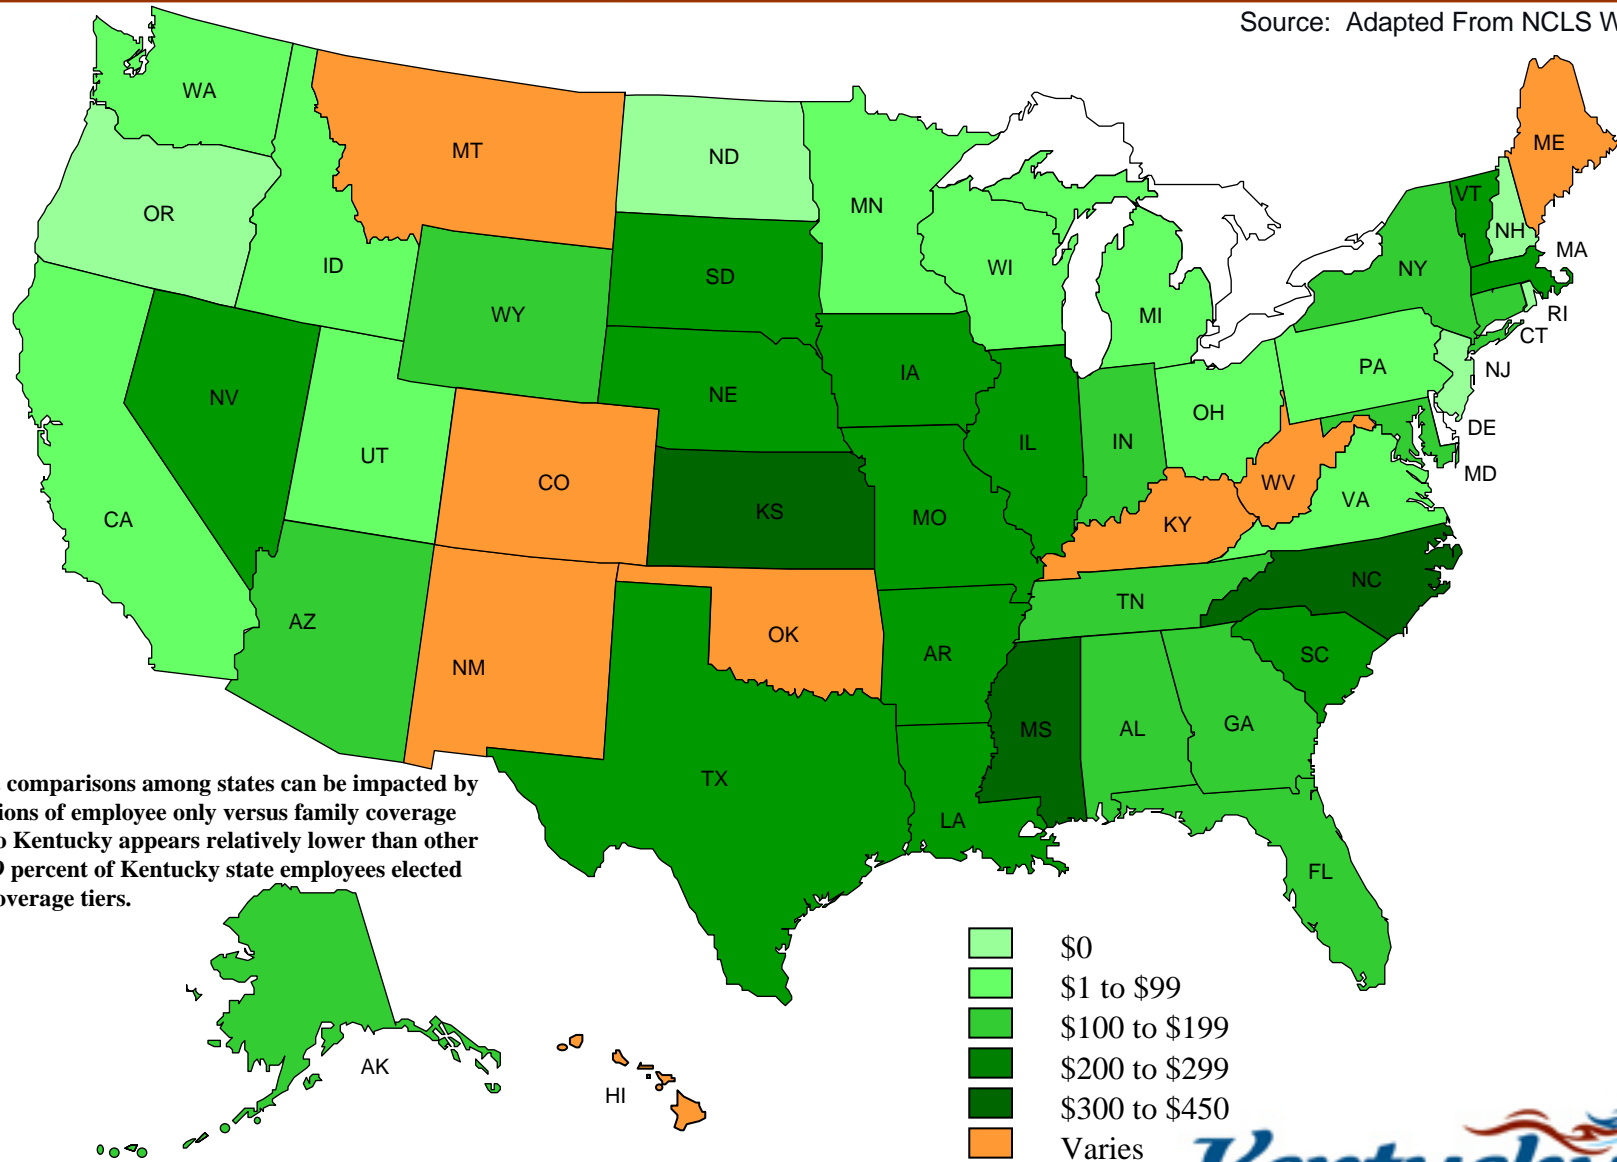 Source: Adapted From NCLS
WA
MT
ND
ME
OR
MN
VT
ID
SD
WI
NH
MA
WY
NY
MI
RI
CT
NV
NE
IA
PA
NJ
UT
OH
DE
CO
IL
IN
MD
WV
CA
KS
MO
KY
VA
AZ
OK
TN
NC
NM
AR
SC
MS
AL
GA
TX
LA
FL
AK
HI
comparisons among states can be impacted by
of employee only versus family coverage
Kentucky appears relatively lower than other
percent of Kentucky state employees elected
tiers.
$0
$1 to $99
$100 to $199
$200 to $299
$300 to $450
Varies
Kentucky